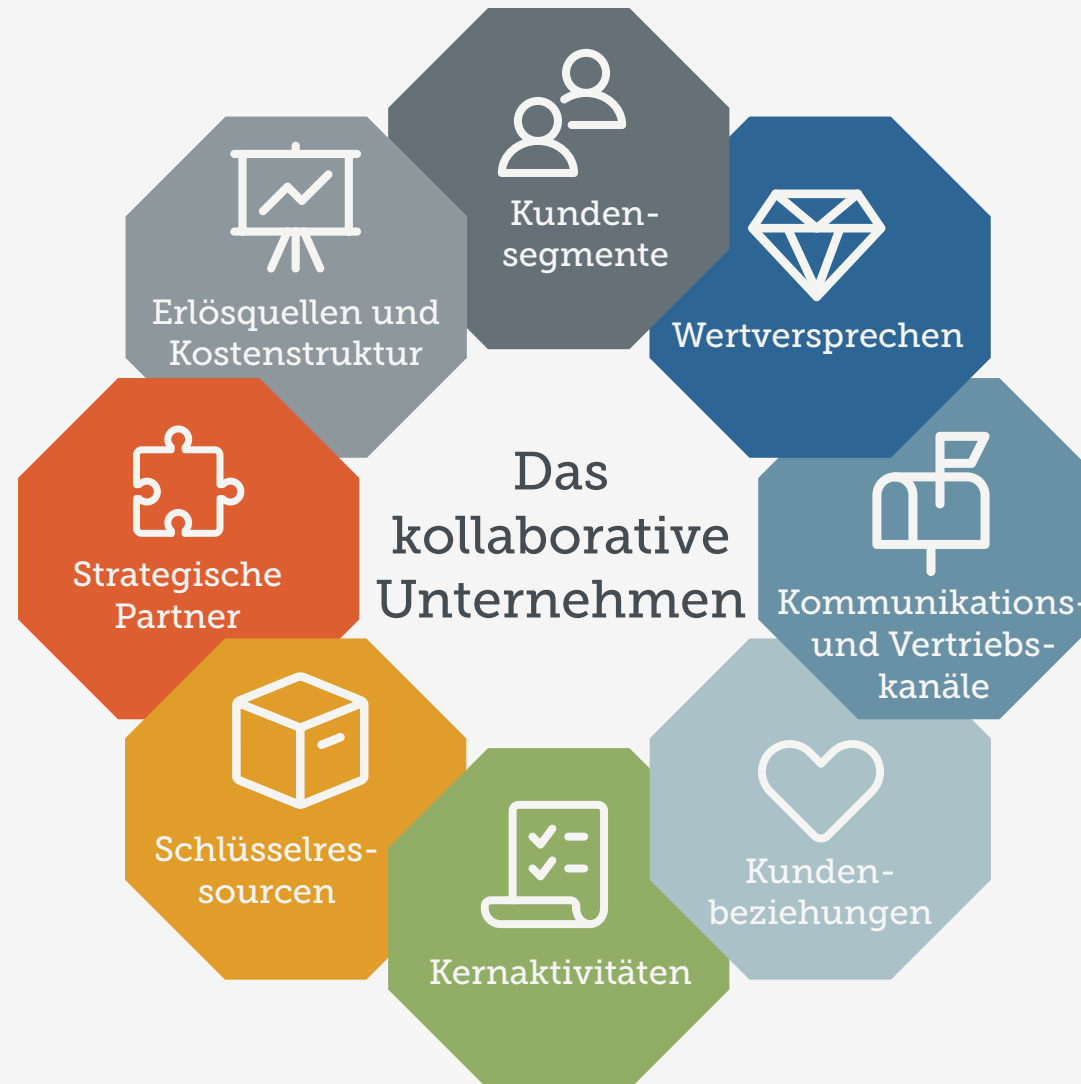 Kunden-
segmente
Wertversprechen
Kommunikations-
und Vertriebs-
kanäle
Kunden-
beziehungen
Kernaktivitäten
Schlüsselres-
sourcen
Strategische
Partner
Erlösquellen und
Kostenstruktur
Das
kollaborative
Unternehmen